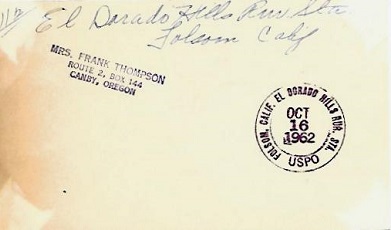 El Dorado Hills Rur Sta
Folsom Calif
MRS. FRANK THOMPSON
ROUTE 2, BOX 144
CANBY, OREGON
FOLSOM, CALIF. EL DORADO HILLS RUR. STA.
OCT
16
1962
USPO